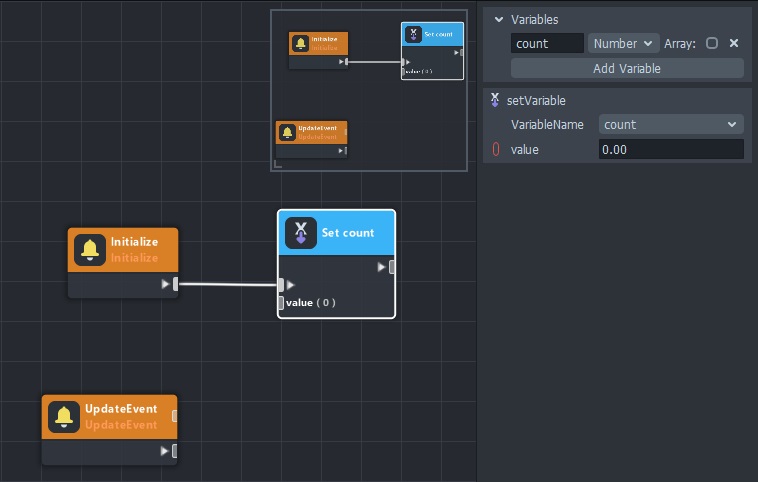 Initialize
Initialize
Set count
value ( 0 )
UpdateEvent
UpdateEvent
Initialize
Initialize
Set count
value ( 0 )
UpdateEvent
UpdateEvent
Variables
count Number Array:
Add Variable
setVariable
VariableName count
value 0.00